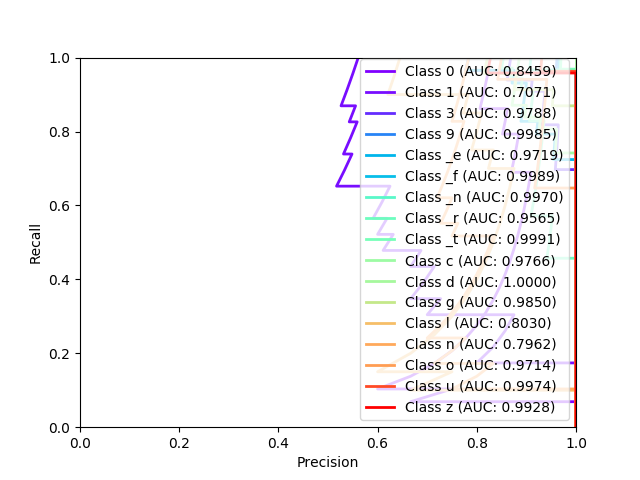 1.0
0.8
0.6
0.4
0.2
0.0
Recall
0.0 0.2 0.4 0.6 0.8 1.0
Precision
Class 0 (AUC: 0.8459)
Class 1 (AUC: 0.7071)
Class 3 (AUC: 0.9788)
Class 9 (AUC: 0.9985)
Class _e (AUC: 0.9719)
Class _f (AUC: 0.9989)
Class _n (AUC: 0.9970)
Class _r (AUC: 0.9565)
Class _t (AUC: 0.9991)
Class c (AUC: 0.9766)
Class d (AUC: 1.0000)
Class g (AUC: 0.9850)
Class l (AUC: 0.8030)
Class n (AUC: 0.7962)
Class o (AUC: 0.9714)
Class u (AUC: 0.9974)
Class z (AUC: 0.9928)